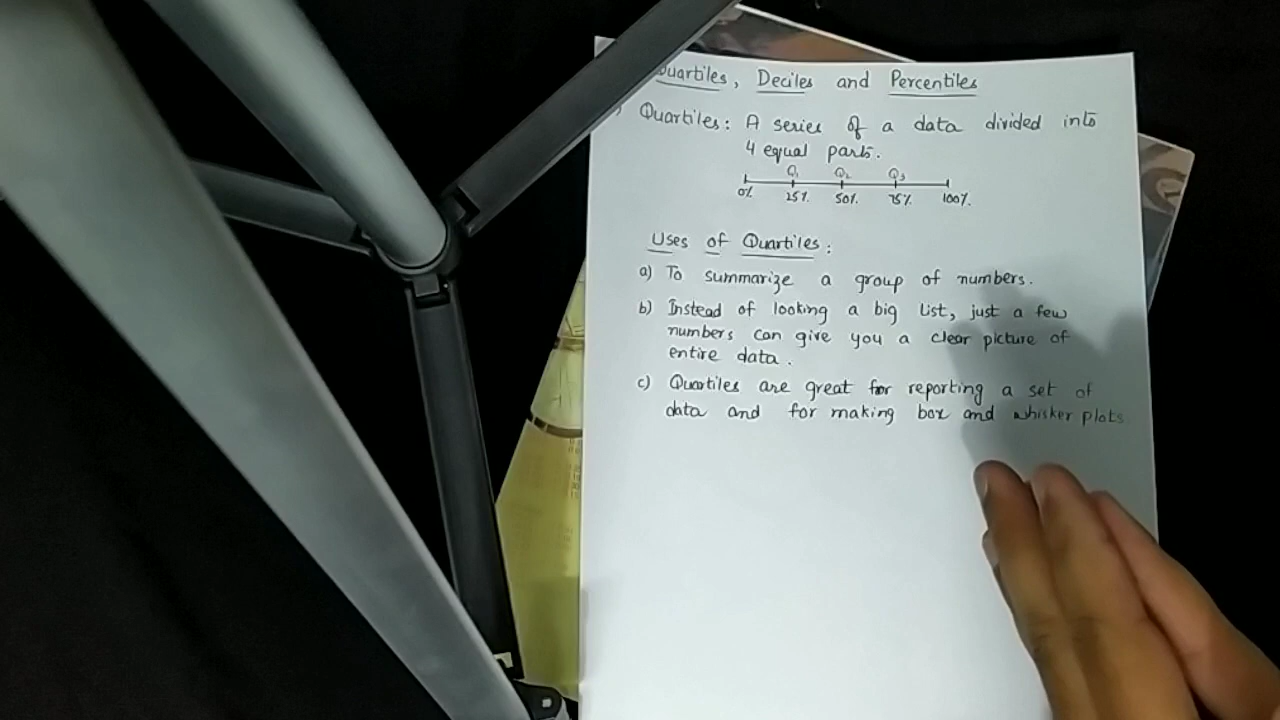 Quartiles, Deciles and Percentiles
Quartiles: A series of a data divided into
4 equal parts.
Q₁ Q₂ Q₃
0% 25% 50% 75% 100%
Uses of Quartiles:
a) To summarize a group of numbers.
b) Instead of looking a big list, just a few
numbers can give you a clear picture of
entire data.
c) Quartiles are great for reporting a set of
data and for making box and whisker plots